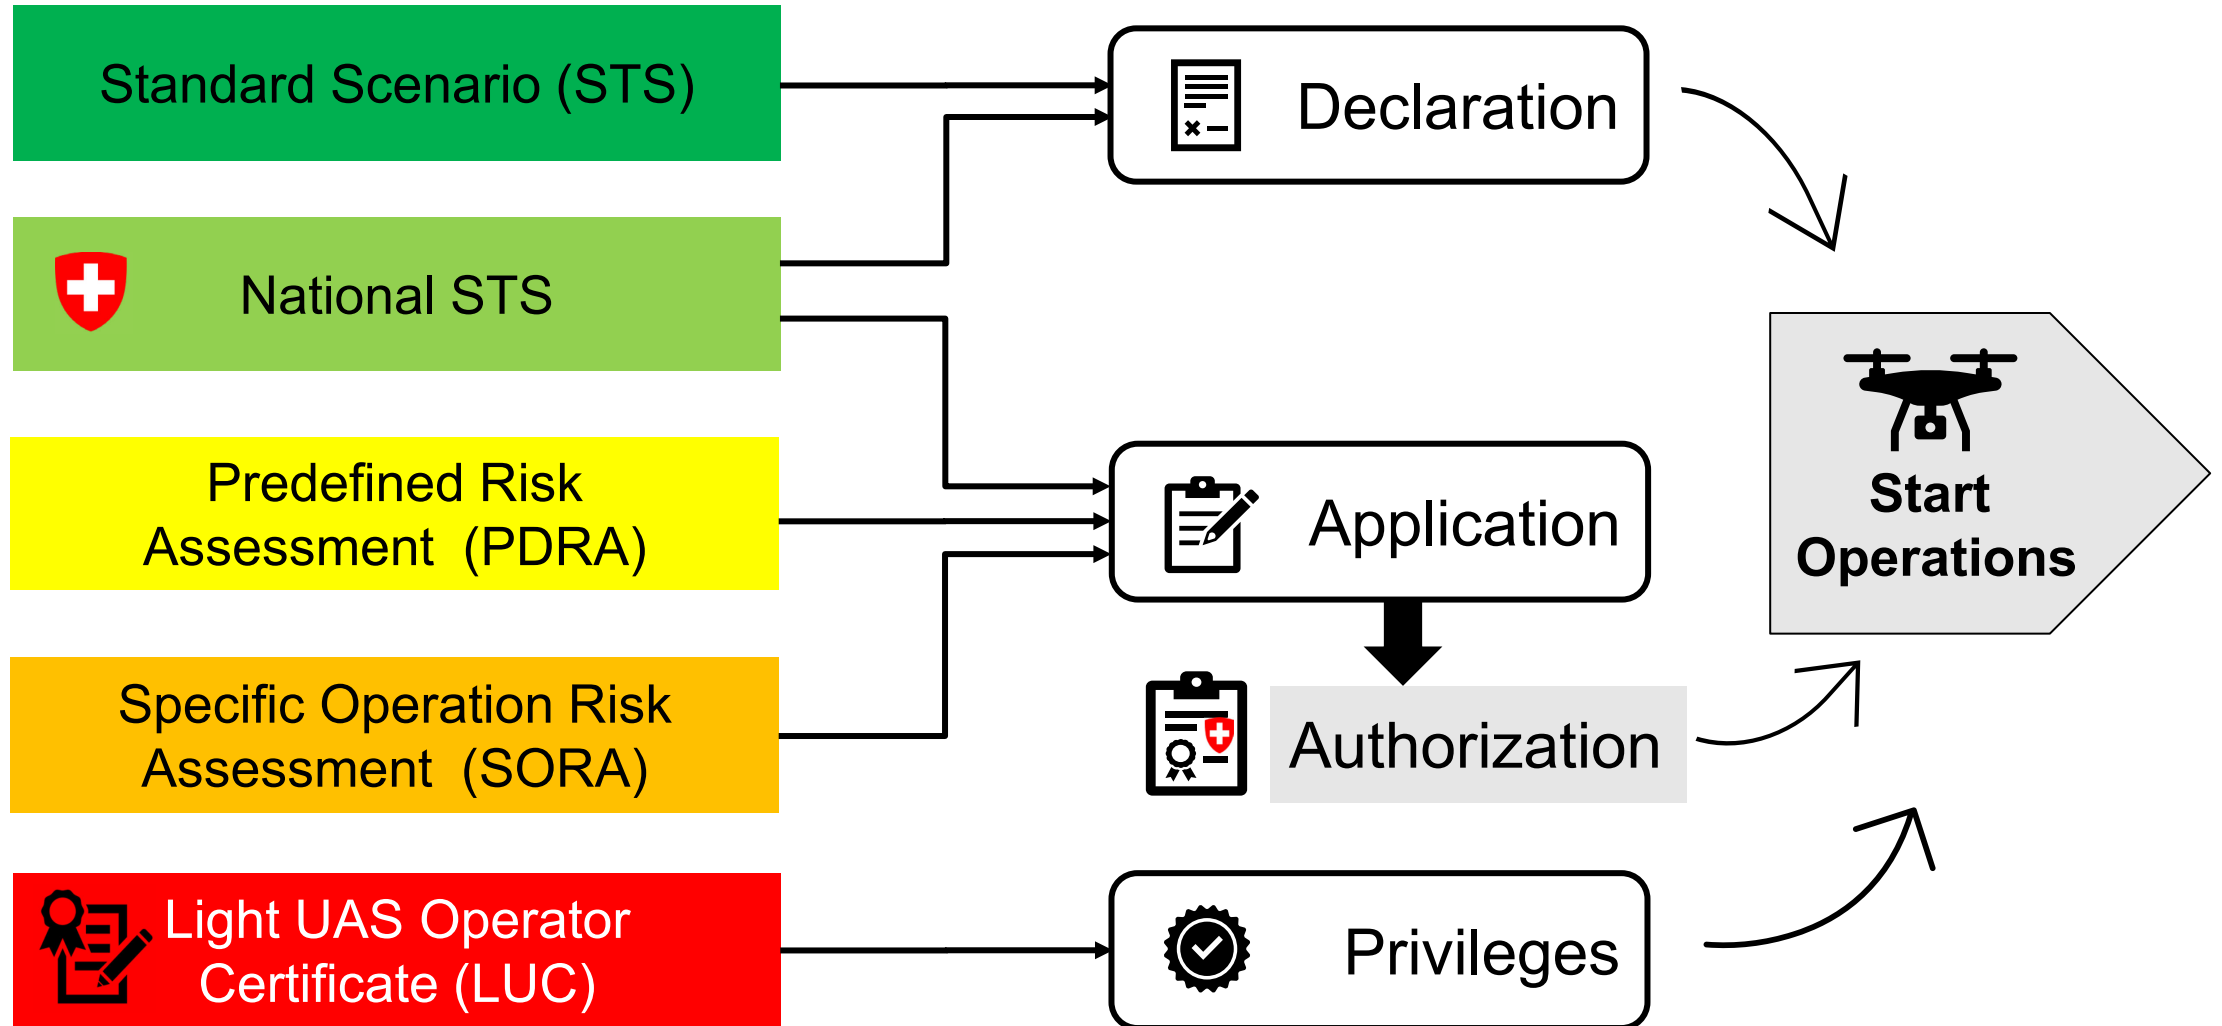 Standard Scenario (STS)
Declaration
National STS
Predefined Risk
Assessment (PDRA)
Application
Start
Operations
Specific Operation Risk
Assessment (SORA)
Authorization
Light UAS Operator
Certificate (LUC)
Privileges